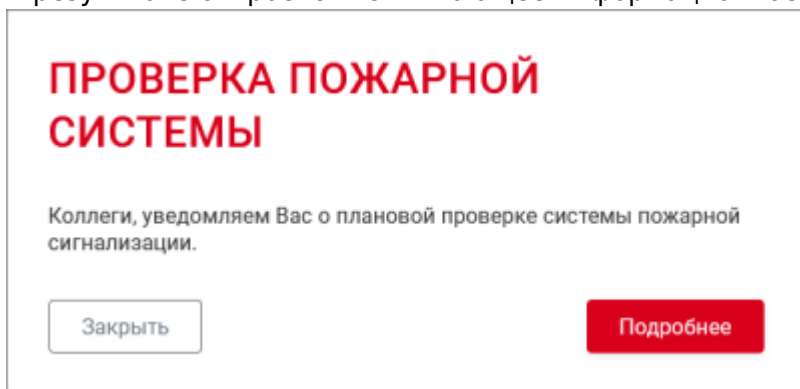 ПРОВЕРКА ПОЖАРНОЙ
СИСТЕМЫ
Коллеги, уведомляем Вас о плановой проверке системы пожарной
сигнализации.
Закрыть
Подробнее